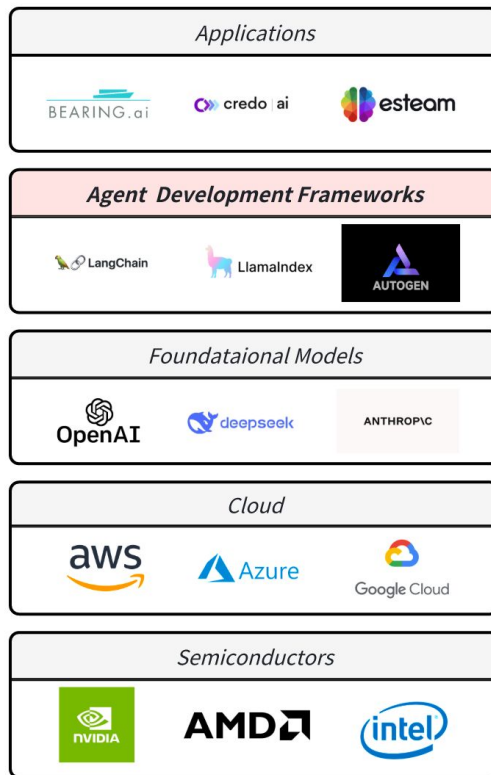 Applications
BEARING.ai
credo | ai
esteam
Agent Development Frameworks
LangChain
LlamaIndex
AUTOGEN
Foundataional Models
OpenAI
deepseek
ANTHROP\C
Cloud
aws
Azure
Google Cloud
Semiconductors
NVIDIA
AMD
intel